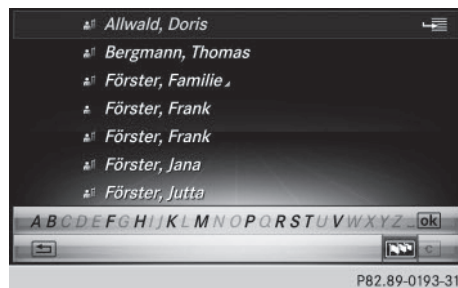 Allwald, Doris
Bergmann, Thomas
Förster, Familie
Förster, Frank
Förster, Frank
Förster, Jana
Förster, Jutta
A B C D E F G H I J K L M N O P Q R S T U V W X Y Z _ ok
C
P82.89-0193-31